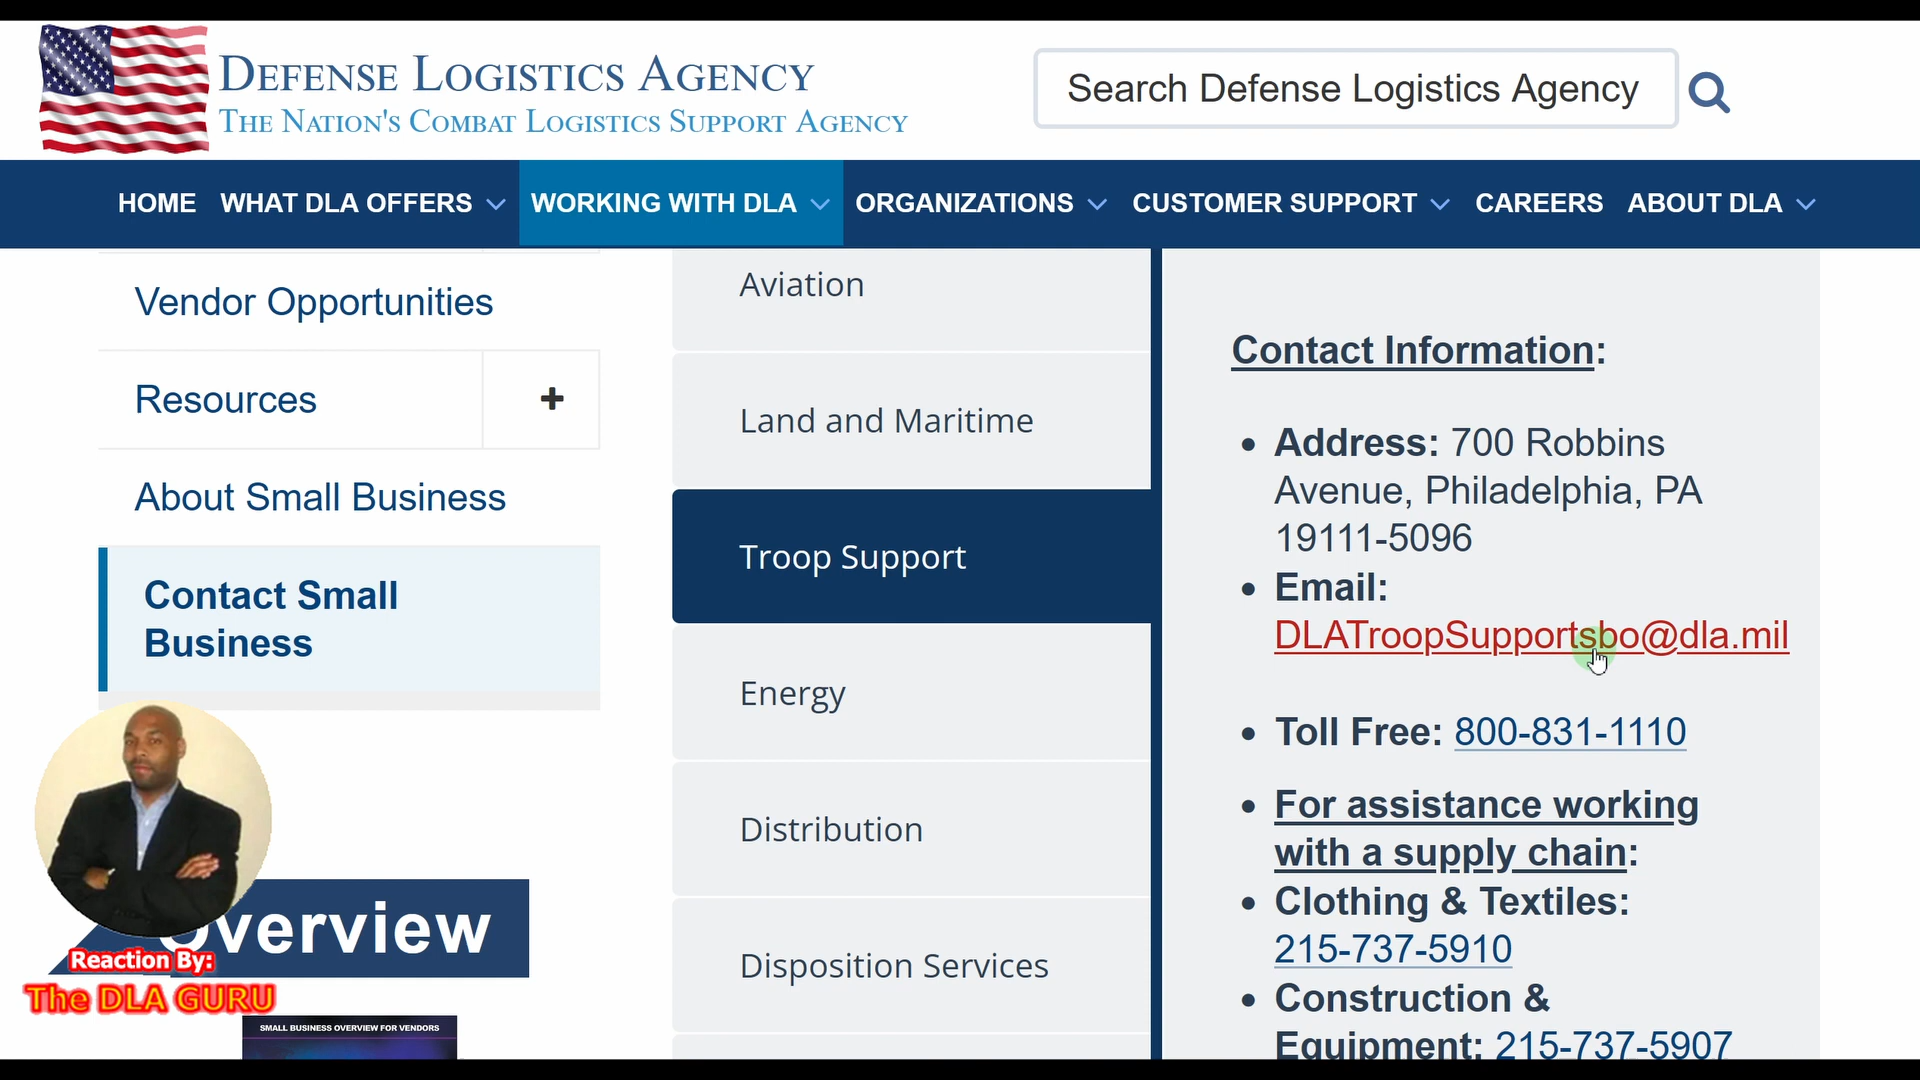 DEFENSE LOGISTICS AGENCY
THE NATION'S COMBAT LOGISTICS SUPPORT AGENCY
Search Defense Logistics Agency
HOME WHAT DLA OFFERS WORKING WITH DLA ORGANIZATIONS CUSTOMER SUPPORT CAREERS ABOUT DLA
Vendor Opportunities
Resources
About Small Business
Contact Small
Business
Overview
Reaction By:
The DLA GURU
SMALL BUSINESS OVERVIEW FOR VENDORS
Aviation
Land and Maritime
Troop Support
Energy
Distribution
Disposition Services
Contact Information:
• Address: 700 Robbins
Avenue, Philadelphia, PA
19111-5096
• Email:
DLATroopSupportsbo@dla.mil
• Toll Free: 800-831-1110
• For assistance working
with a supply chain:
• Clothing & Textiles:
215-737-5910
• Construction &
Equipment: 215-737-5907